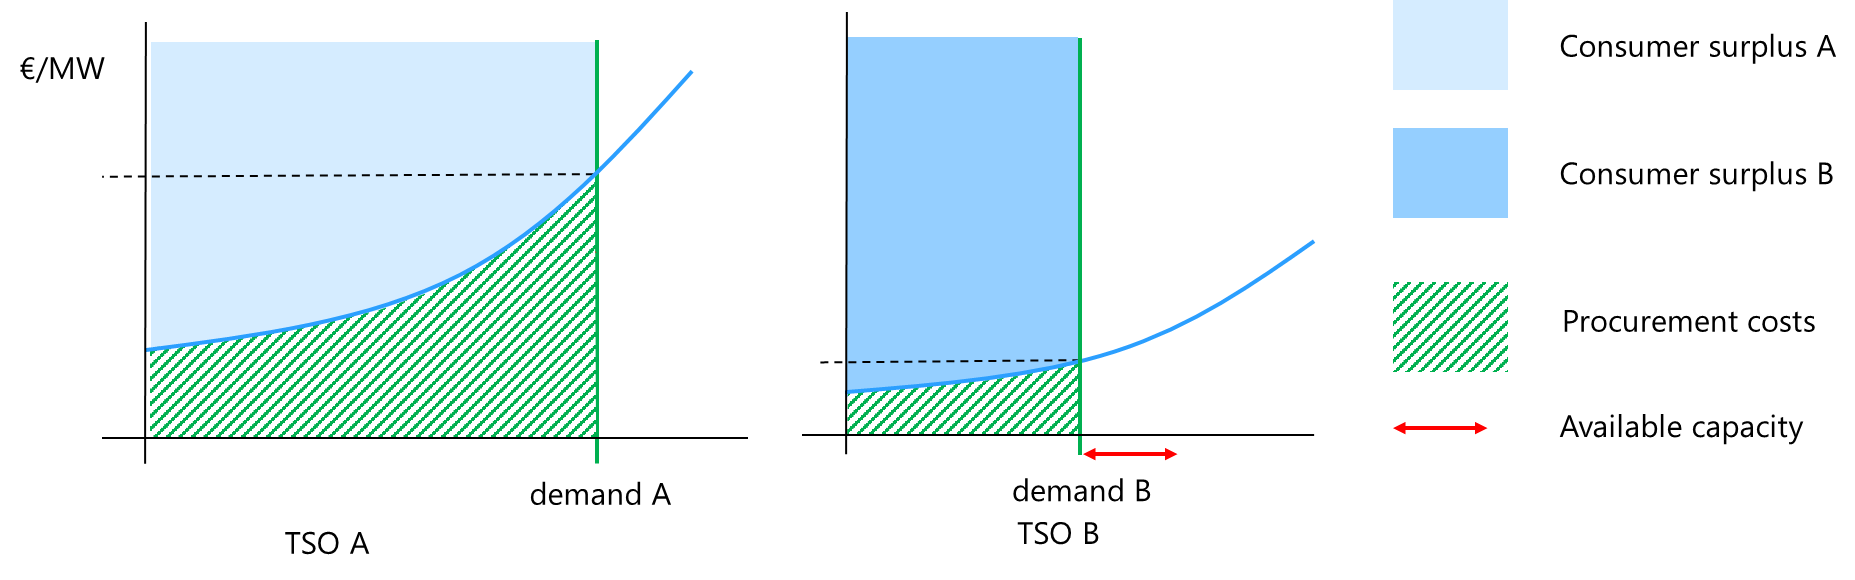 €/MW
demand A
TSO A
demand B
TSO B
Consumer surplus A
Consumer surplus B
Procurement costs
Available capacity